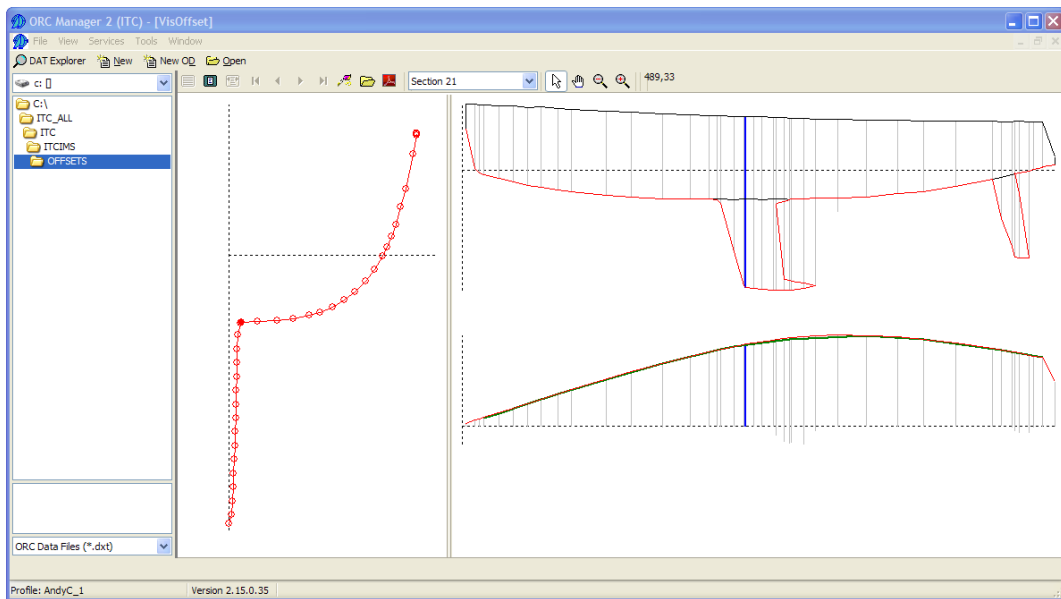 ORC Manager 2 (ITC) - [VisOffset]
File View Services Tools Window
DAT Explorer New New OD Open
c: []
Section 21
489,33
C:\
ITC_ALL
ITC
ITCIMS
OFFSETS
ORC Data Files (*.dxt)
Profile: AndyC_1
Version 2.15.0.35